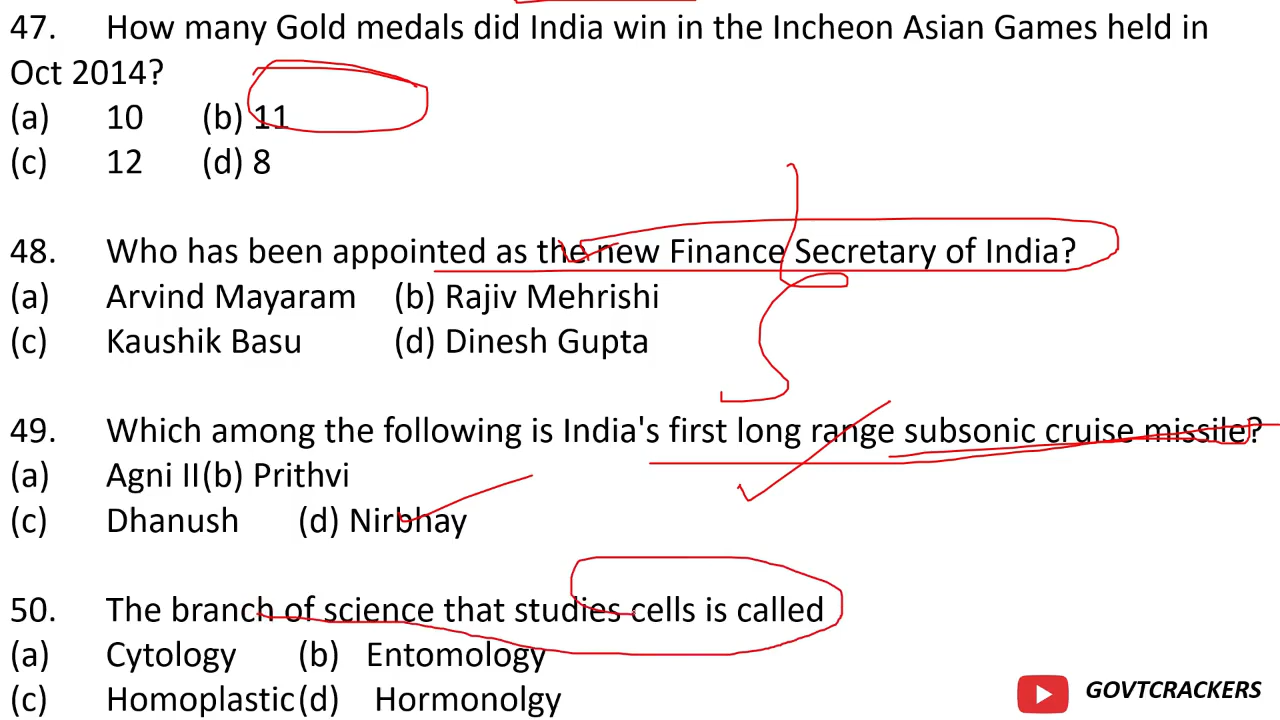 47. How many Gold medals did India win in the Incheon Asian Games held in
Oct 2014?
(a) 10 (b) 11
(c) 12 (d) 8
48. Who has been appointed as the new Finance Secretary of India?
(a) Arvind Mayaram (b) Rajiv Mehrishi
(c) Kaushik Basu (d) Dinesh Gupta
49. Which among the following is India's first long range subsonic cruise missile?
(a) Agni II(b) Prithvi
(c) Dhanush (d) Nirbhay
50. The branch of science that studies cells is called
(a) Cytology (b) Entomology
(c) Homoplastic(d) Hormonolgy
GOVTCRACKERS